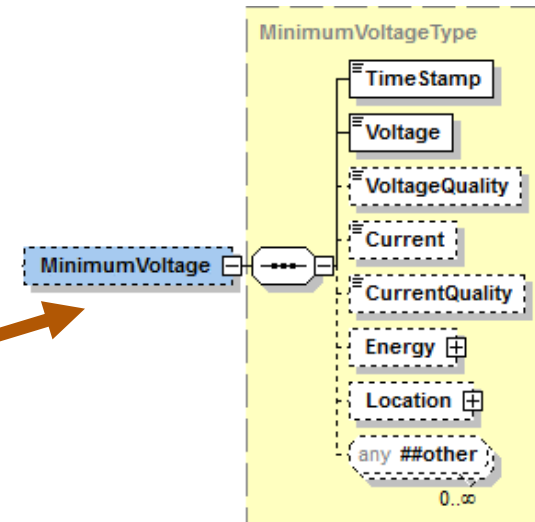 MinimumVoltageType
TimeStamp
Voltage
VoltageQuality
Current
MinimumVoltage
CurrentQuality
Energy
Location
any ##other
0..∞